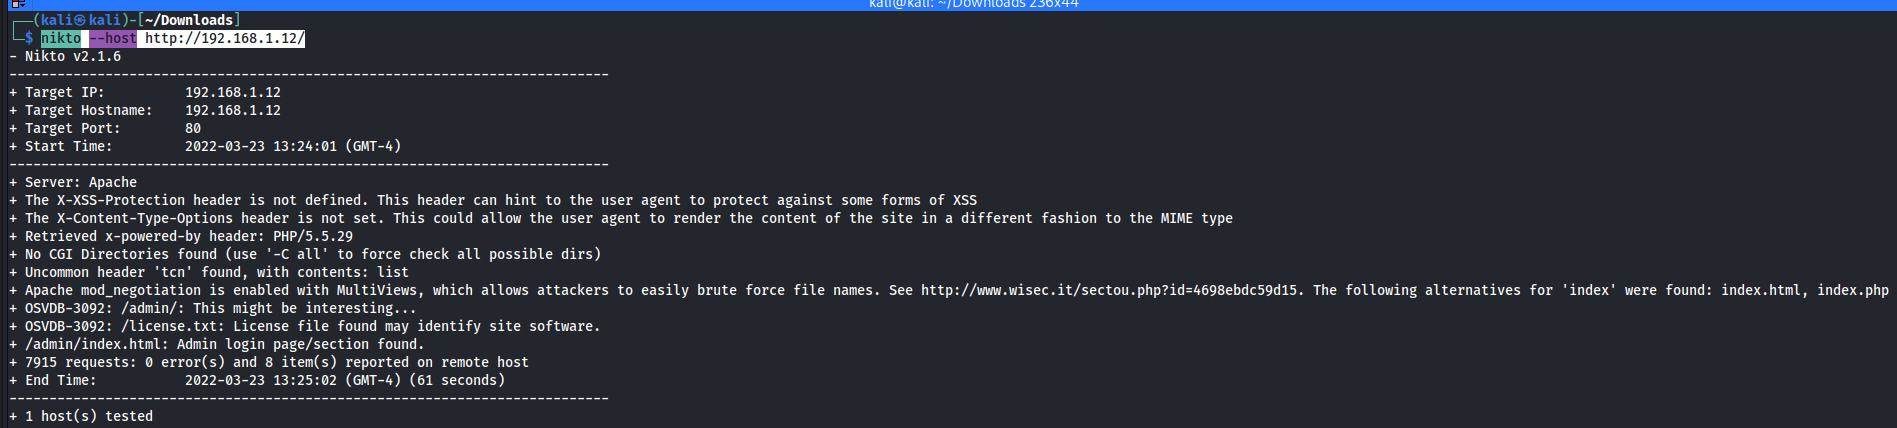 kali@kali: ~/Downloads 236x44
(kali㉿kali)-[~/Downloads]
$ nikto --host http://192.168.1.12/
- Nikto v2.1.6
---------------------------------------------------------------------------
+ Target IP:          192.168.1.12
+ Target Hostname:    192.168.1.12
+ Target Port:        80
+ Start Time:         2022-03-23 13:24:01 (GMT-4)
---------------------------------------------------------------------------
+ Server: Apache
+ The X-XSS-Protection header is not defined. This header can hint to the user agent to protect against some forms of XSS
+ The X-Content-Type-Options header is not set. This could allow the user agent to render the content of the site in a different fashion to the MIME type
+ Retrieved x-powered-by header: PHP/5.5.29
+ No CGI Directories found (use '-C all' to force check all possible dirs)
+ Uncommon header 'tcn' found, with contents: list
+ Apache mod_negotiation is enabled with MultiViews, which allows attackers to easily brute force file names. See http://www.wisec.it/sectou.php?id=4698ebdc59d15. The following alternatives for 'index' were found: index.html, index.php
+ OSVDB-3092: /admin/: This might be interesting...
+ OSVDB-3092: /license.txt: License file found may identify site software.
+ /admin/index.html: Admin login page/section found.
+ 7915 requests: 0 error(s) and 8 item(s) reported on remote host
+ End Time:           2022-03-23 13:25:02 (GMT-4) (61 seconds)
---------------------------------------------------------------------------
+ 1 host(s) tested